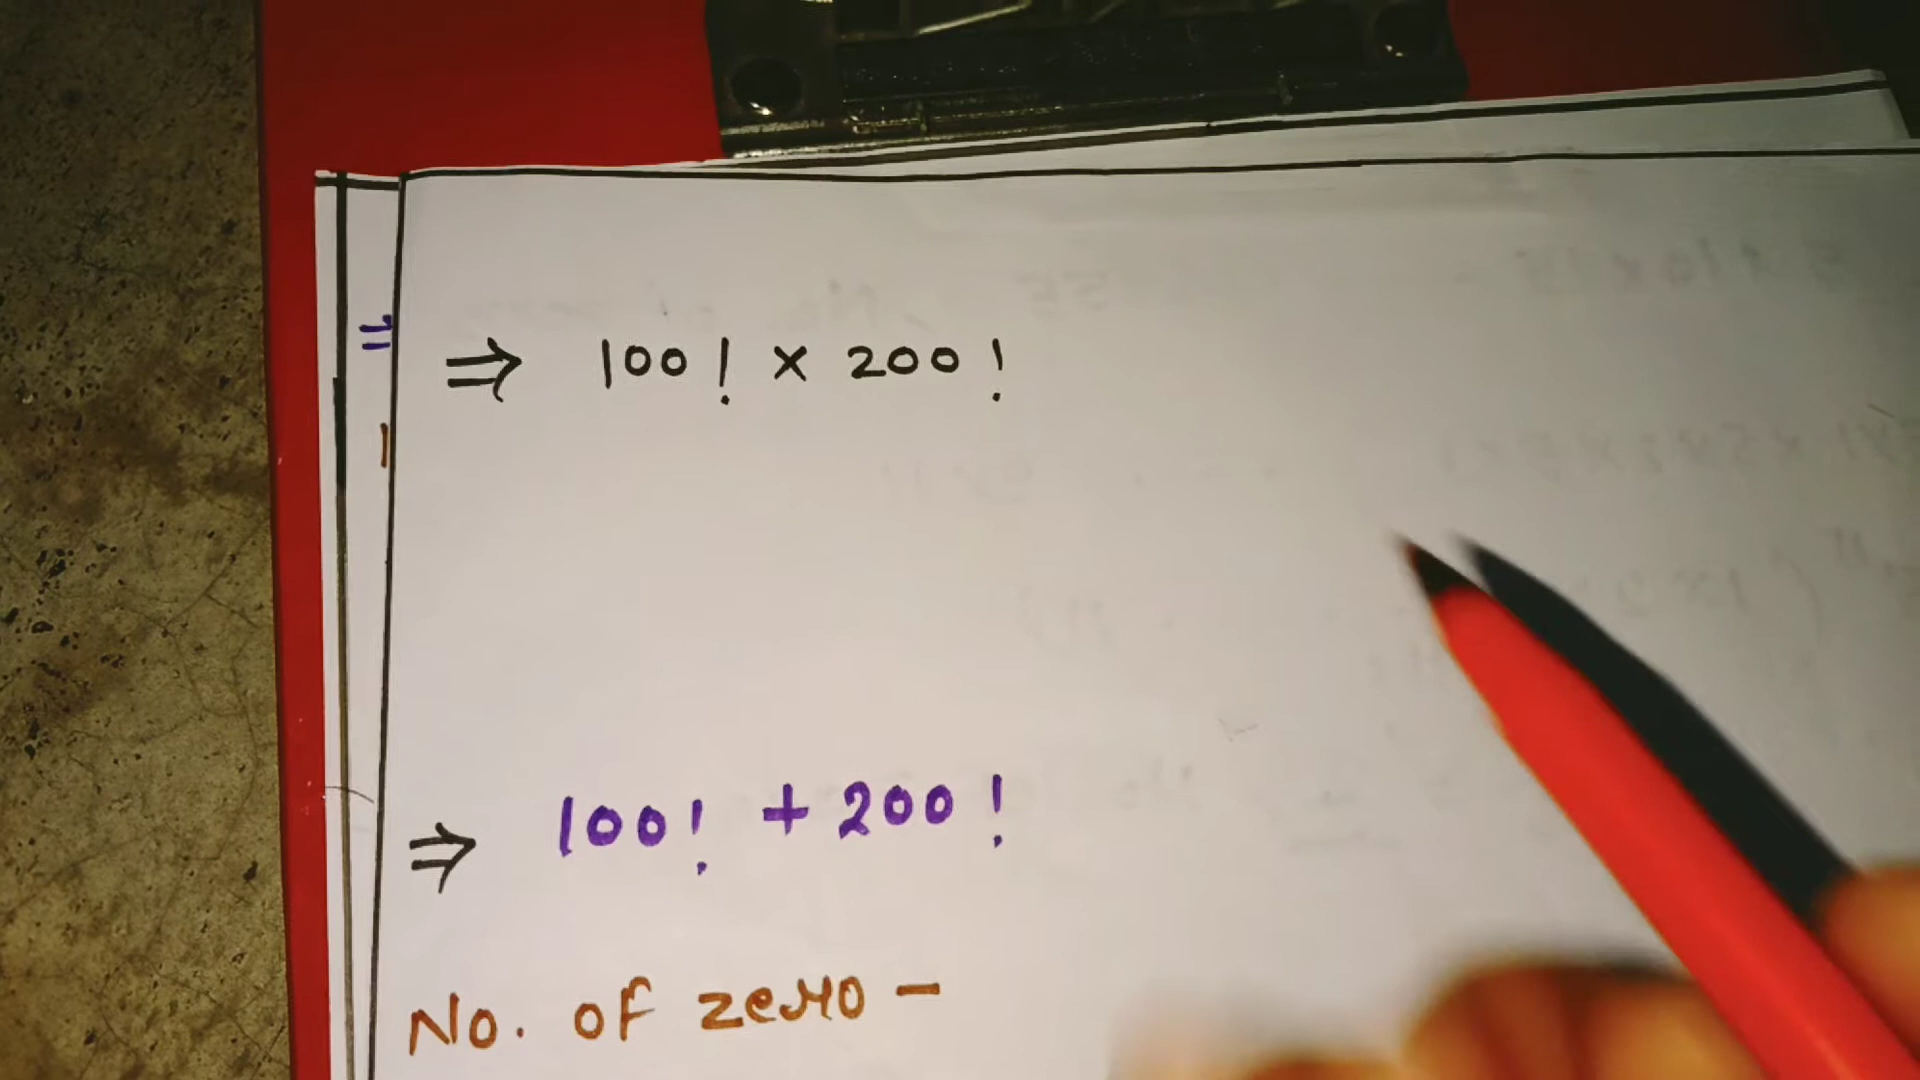 ⇒ 100! × 200!
⇒ 100! + 200!
No. of zero -